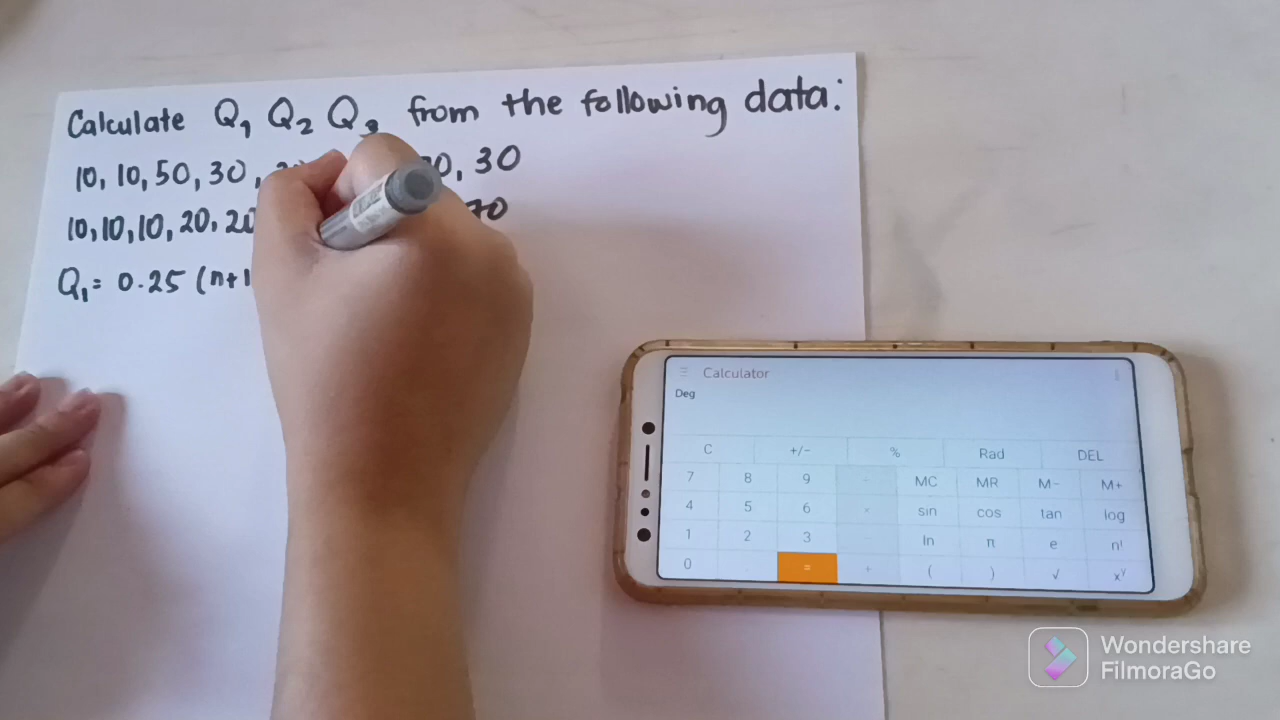 Calculate Q1 Q2 Q3 from the following data:
10, 10, 50, 30, 0, 30
10, 10, 10, 20, 20 70
Q1 = 0.25 (n+1
Calculator
Deg
C +/- % Rad DEL
7 8 9 MC MR M- M+
4 5 6 × sin cos tan log
1 2 3 ln π e n!
0 . = + ( ) √ xʸ
Wondershare
FilmoraGo